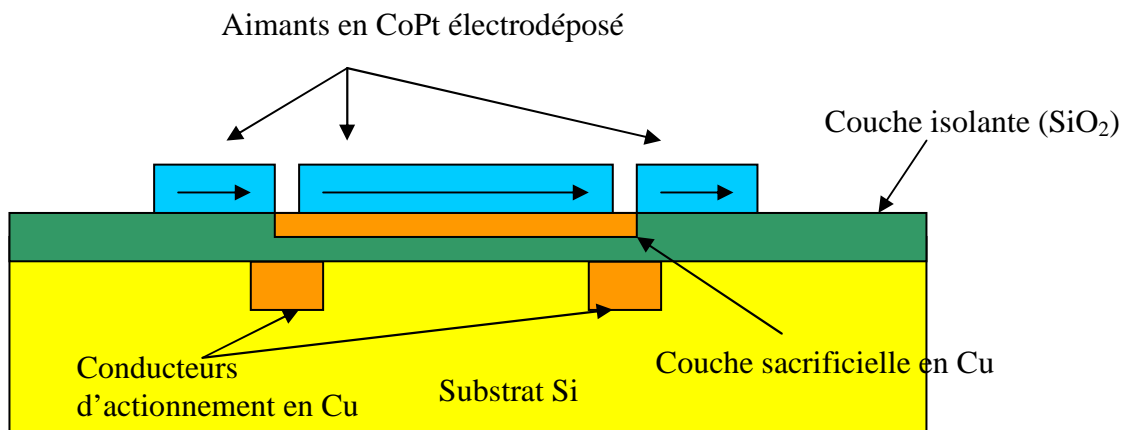 Aimants en CoPt électrodéposé
Couche isolante (SiO₂)
Conducteurs
d'actionnement en Cu
Substrat Si
Couche sacrificielle en Cu